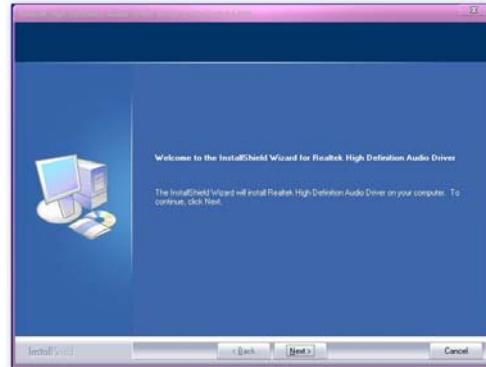 Welcome to the InstallShield Wizard for Realtek High Definition Audio Driver
The InstallShield Wizard will install Realtek High Definition Audio Driver on your computer. To
continue, click Next.
InstallShield
< Back
Next >
Cancel